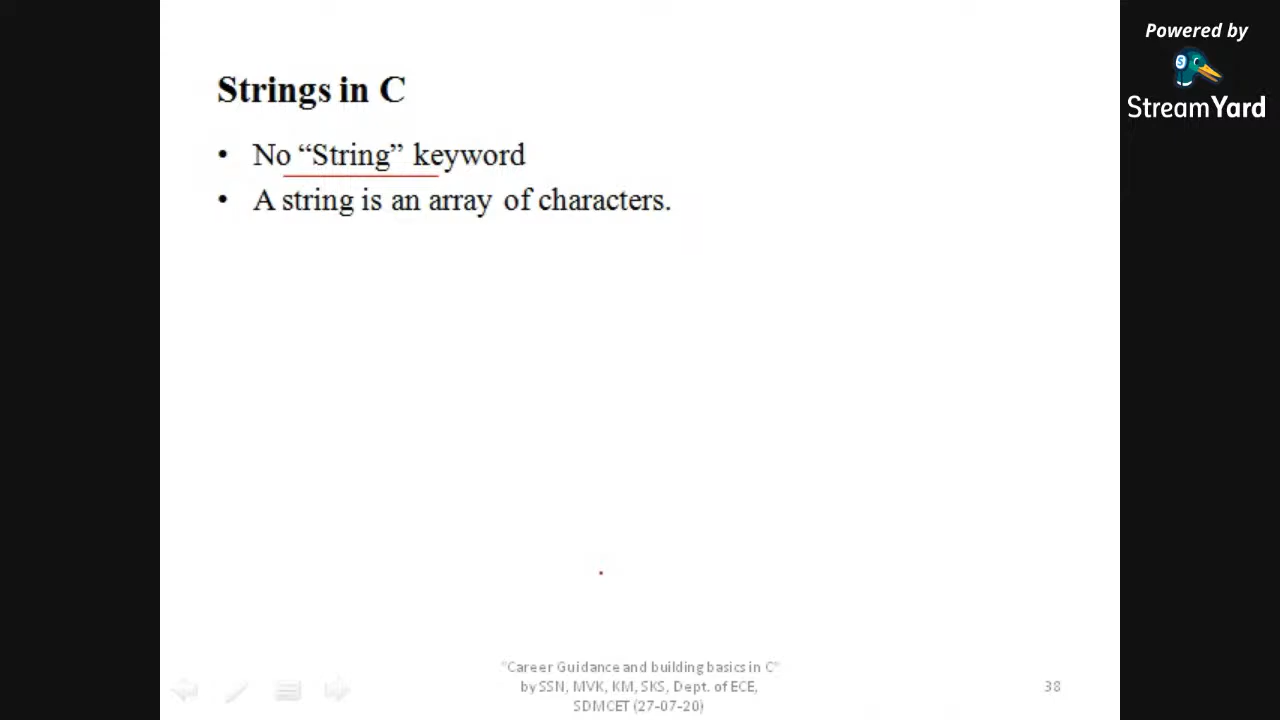 Powered by
StreamYard
Strings in C
• No “String” keyword
• A string is an array of characters.
"Career Guidance and building basics in C"
by SSN, MVK, KM, SKS, Dept. of ECE,
SDMCET (27-07-20)
38